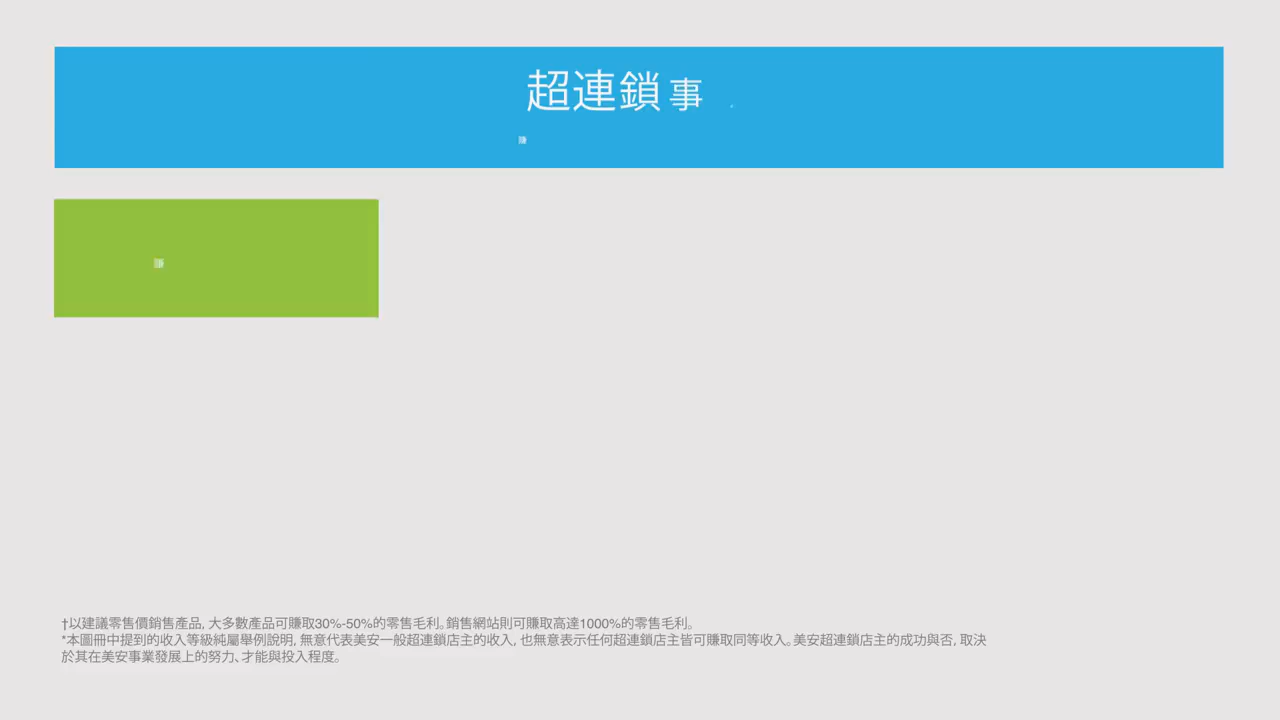 超連鎖事
†以建議零售價銷售產品, 大多數產品可賺取30%-50%的零售毛利。銷售網站則可賺取高達1000%的零售毛利。
*本圖冊中提到的收入等級純屬舉例說明, 無意代表美安一般超連鎖店主的收入, 也無意表示任何超連鎖店主皆可賺取同等收入。美安超連鎖店主的成功與否, 取決
於其在美安事業發展上的努力、才能與投入程度。